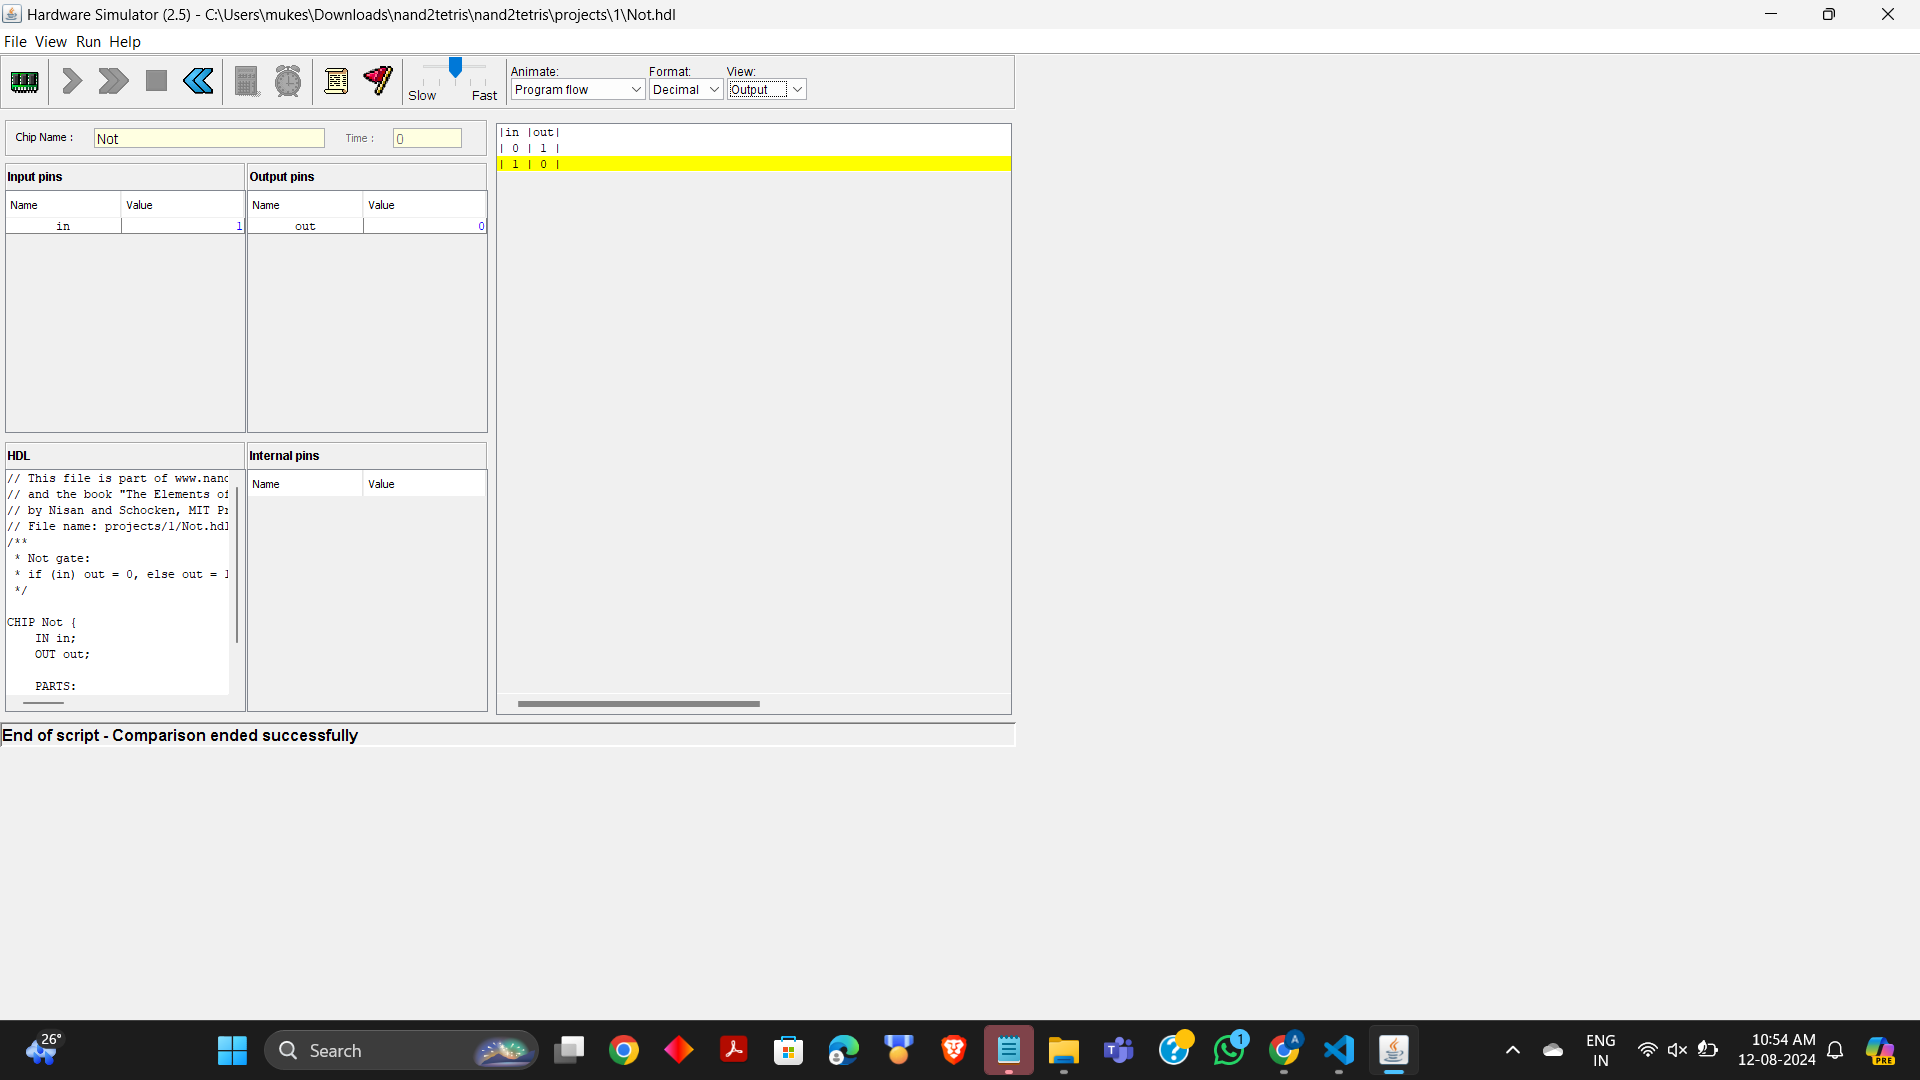 Hardware Simulator (2.5) - C:\Users\mukes\Downloads\nand2tetris\nand2tetris\projects\1\Not.hdl
File View Run Help
Animate: Format: View:
Program flow Decimal Output
Slow Fast
Chip Name : Not Time : 0
Input pins
Name Value
in 1
Output pins
Name Value
out 0
|in |out|
| 0 | 1 |
| 1 | 0 |
HDL
// This file is part of www.nand
// and the book "The Elements of
// by Nisan and Schocken, MIT Pr
// File name: projects/1/Not.hdl
/**
* Not gate:
* if (in) out = 0, else out = 1
*/
CHIP Not {
IN in;
OUT out;
PARTS:
Internal pins
Name Value
End of script - Comparison ended successfully
26°
Search
A
1
ENG
IN
10:54 AM
12-08-2024
PRE